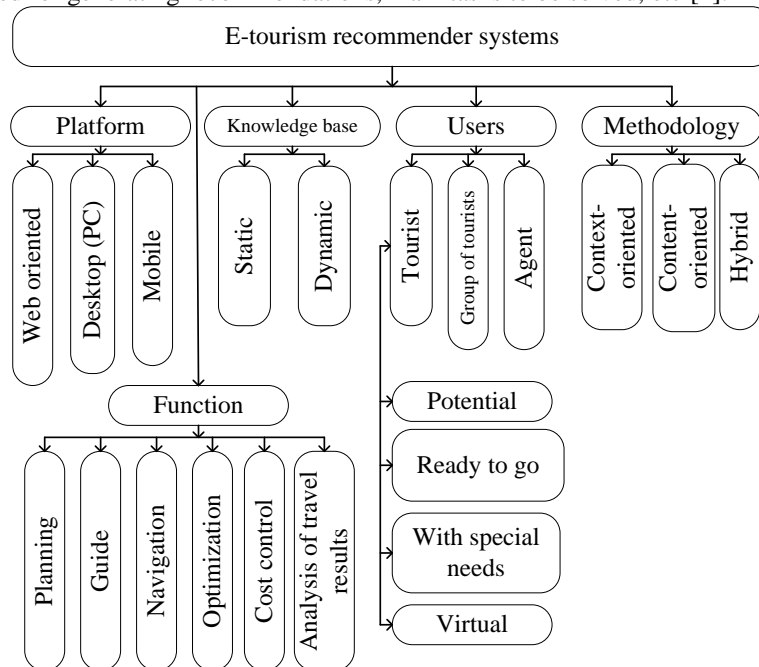 E-tourism recommender systems
Platform
Knowledge base
Users
Methodology
Web oriented
Desktop (PC)
Mobile
Static
Dynamic
Tourist
Group of tourists
Agent
Context-
oriented
Content-
oriented
Hybrid
Function
Planning
Guide
Navigation
Optimization
Cost control
Analysis of travel
results
Potential
Ready to go
With special
needs
Virtual